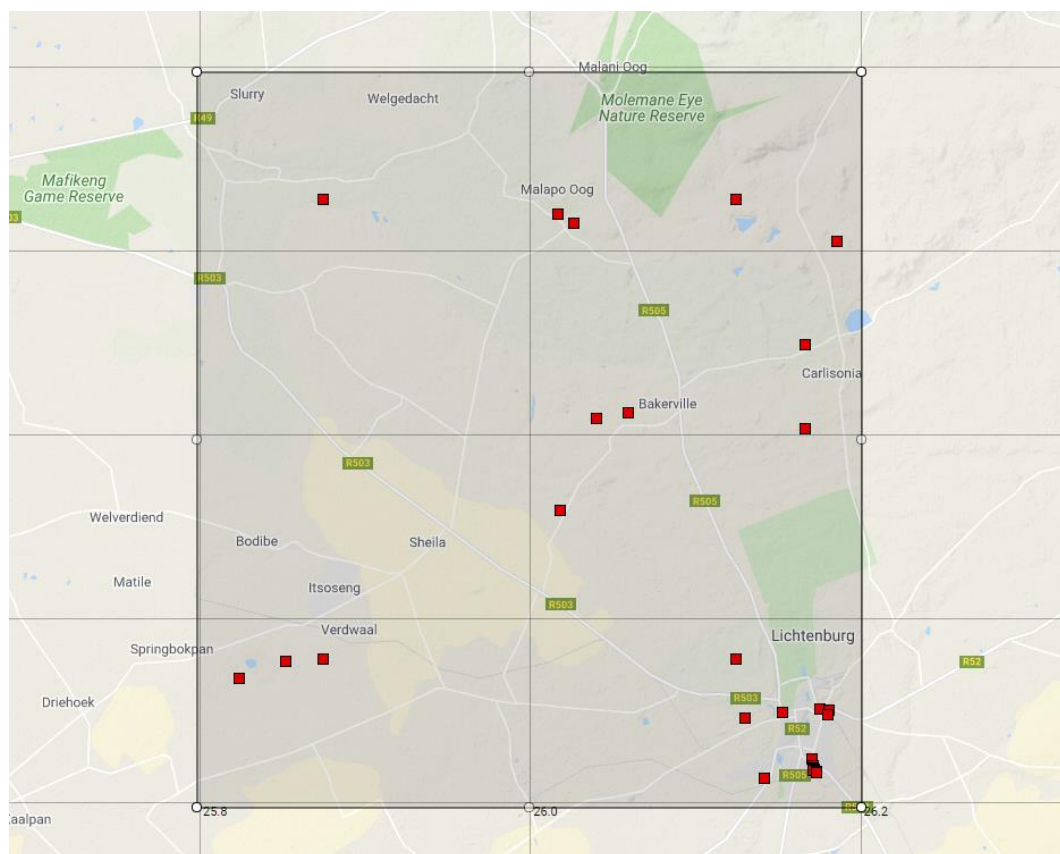 Malani Oog
Slurry
Welgedacht
Molemane Eye
Nature Reserve
R49
Mafikeng
Game Reserve
Malapo Oog
03
R503
R505
Carlisonia
Bakerville
R503
R505
Welverdiend
Bodibe
Sheila
Matile
Itsoseng
R503
Verdwaal
Lichtenburg
Springbokpan
R52
Driehoek
R503
R52
R505
25.8
26.0
26.2